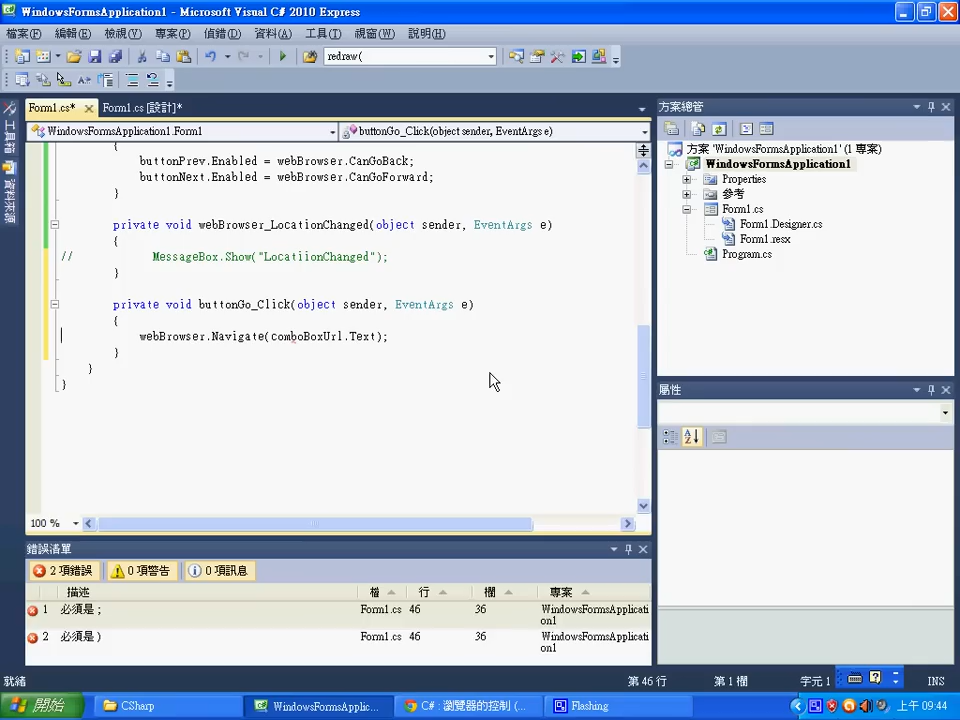 WindowsFormsApplication1 - Microsoft Visual C# 2010 Express
檔案(F) 編輯(E) 檢視(V) 專案(P) 偵錯(D) 資料(A) 工具(T) 視窗(W) 說明(H)
redraw(
Form1.cs* Form1.cs [設計]*
方案總管
WindowsFormsApplication1.Form1
buttonGo_Click(object sender, EventArgs e)
工具箱
資料來源
{
buttonPrev.Enabled = webBrowser.CanGoBack;
buttonNext.Enabled = webBrowser.CanGoForward;
}
private void webBrowser_LocationChanged(object sender, EventArgs e)
{
// MessageBox.Show("LocatiionChanged");
}
private void buttonGo_Click(object sender, EventArgs e)
{
webBrowser.Navigate(comboBoxUrl.Text);
}
}
}
方案 'WindowsFormsApplication1' (1 專案)
WindowsFormsApplication1
Properties
參考
Form1.cs
Form1.Designer.cs
Form1.resx
Program.cs
屬性
100 %
錯誤清單
2 項錯誤 0 項警告 0 項訊息
描述 檔 行 欄 專案
1 必須是 ; Form1.cs 46 36 WindowsFormsApplication1
2 必須是 ) Form1.cs 46 36 WindowsFormsApplication1
就緒 第 46 行 第 1 欄 字元 1 INS
開始 CSharp WindowsFormsApplic... C# : 瀏覽器的控制 (... Flashing 上午 09:44